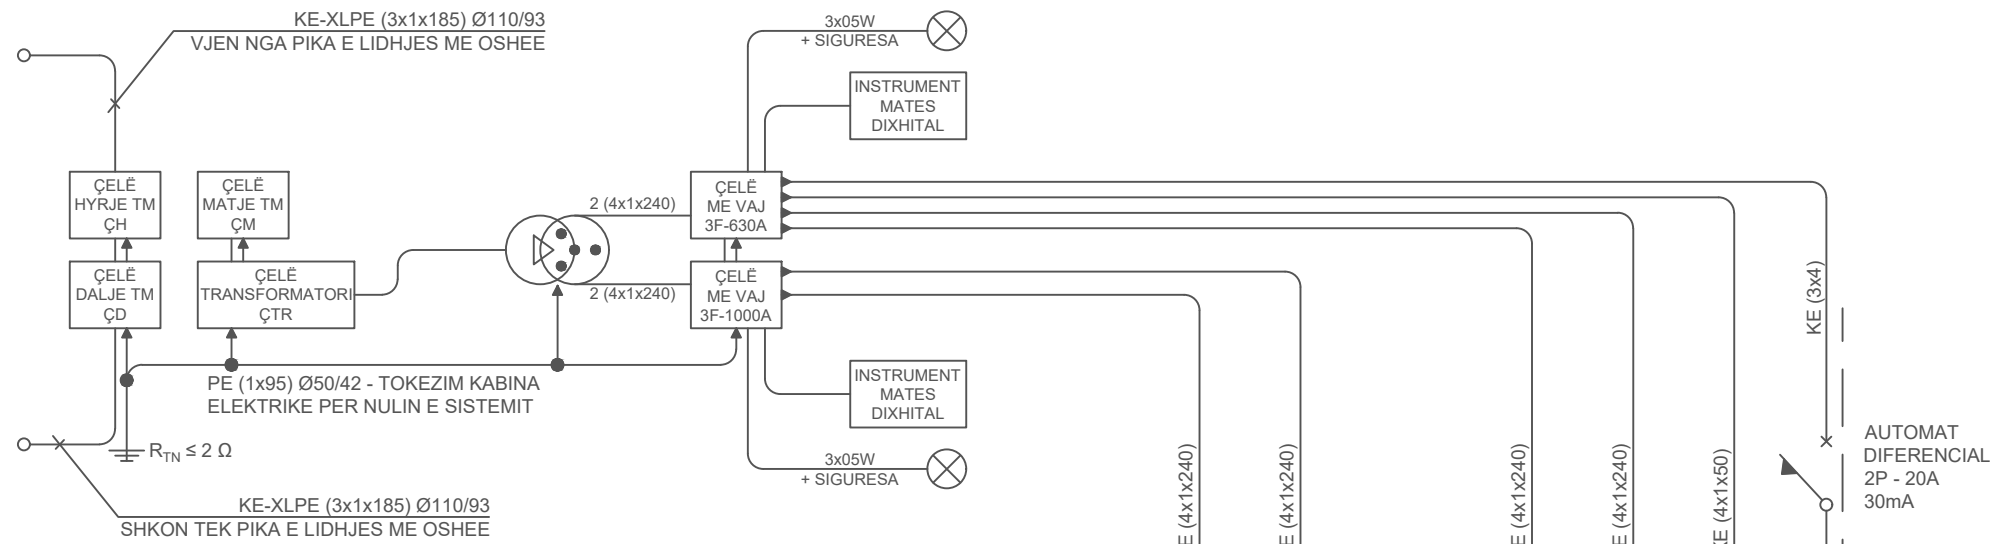 KE-XLPE (3x1x185) Ø110/93
VJEN NGA PIKA E LIDHJES ME OSHEE
3x05W
+ SIGURESA
INSTRUMENT
MATES
DIXHITAL
ÇELË
HYRJE TM
ÇH
ÇELË
MATJE TM
ÇM
2 (4x1x240)
ÇELË
ME VAJ
3F-630A
ÇELË
DALJE TM
ÇD
ÇELË
TRANSFORMATORI
ÇTR
2 (4x1x240)
ÇELË
ME VAJ
3F-1000A
KE (3x4)
PE (1x95) Ø50/42 - TOKEZIM KABINA
ELEKTRIKE PER NULIN E SISTEMIT
INSTRUMENT
MATES
DIXHITAL
RTN ≤ 2 Ω
3x05W
+ SIGURESA
KE-XLPE (3x1x185) Ø110/93
SHKON TEK PIKA E LIDHJES ME OSHEE
E (4x1x240)
E (4x1x240)
E (4x1x240)
E (4x1x240)
KE (4x1x50)
AUTOMAT
DIFERENCIAL
2P - 20A
30mA